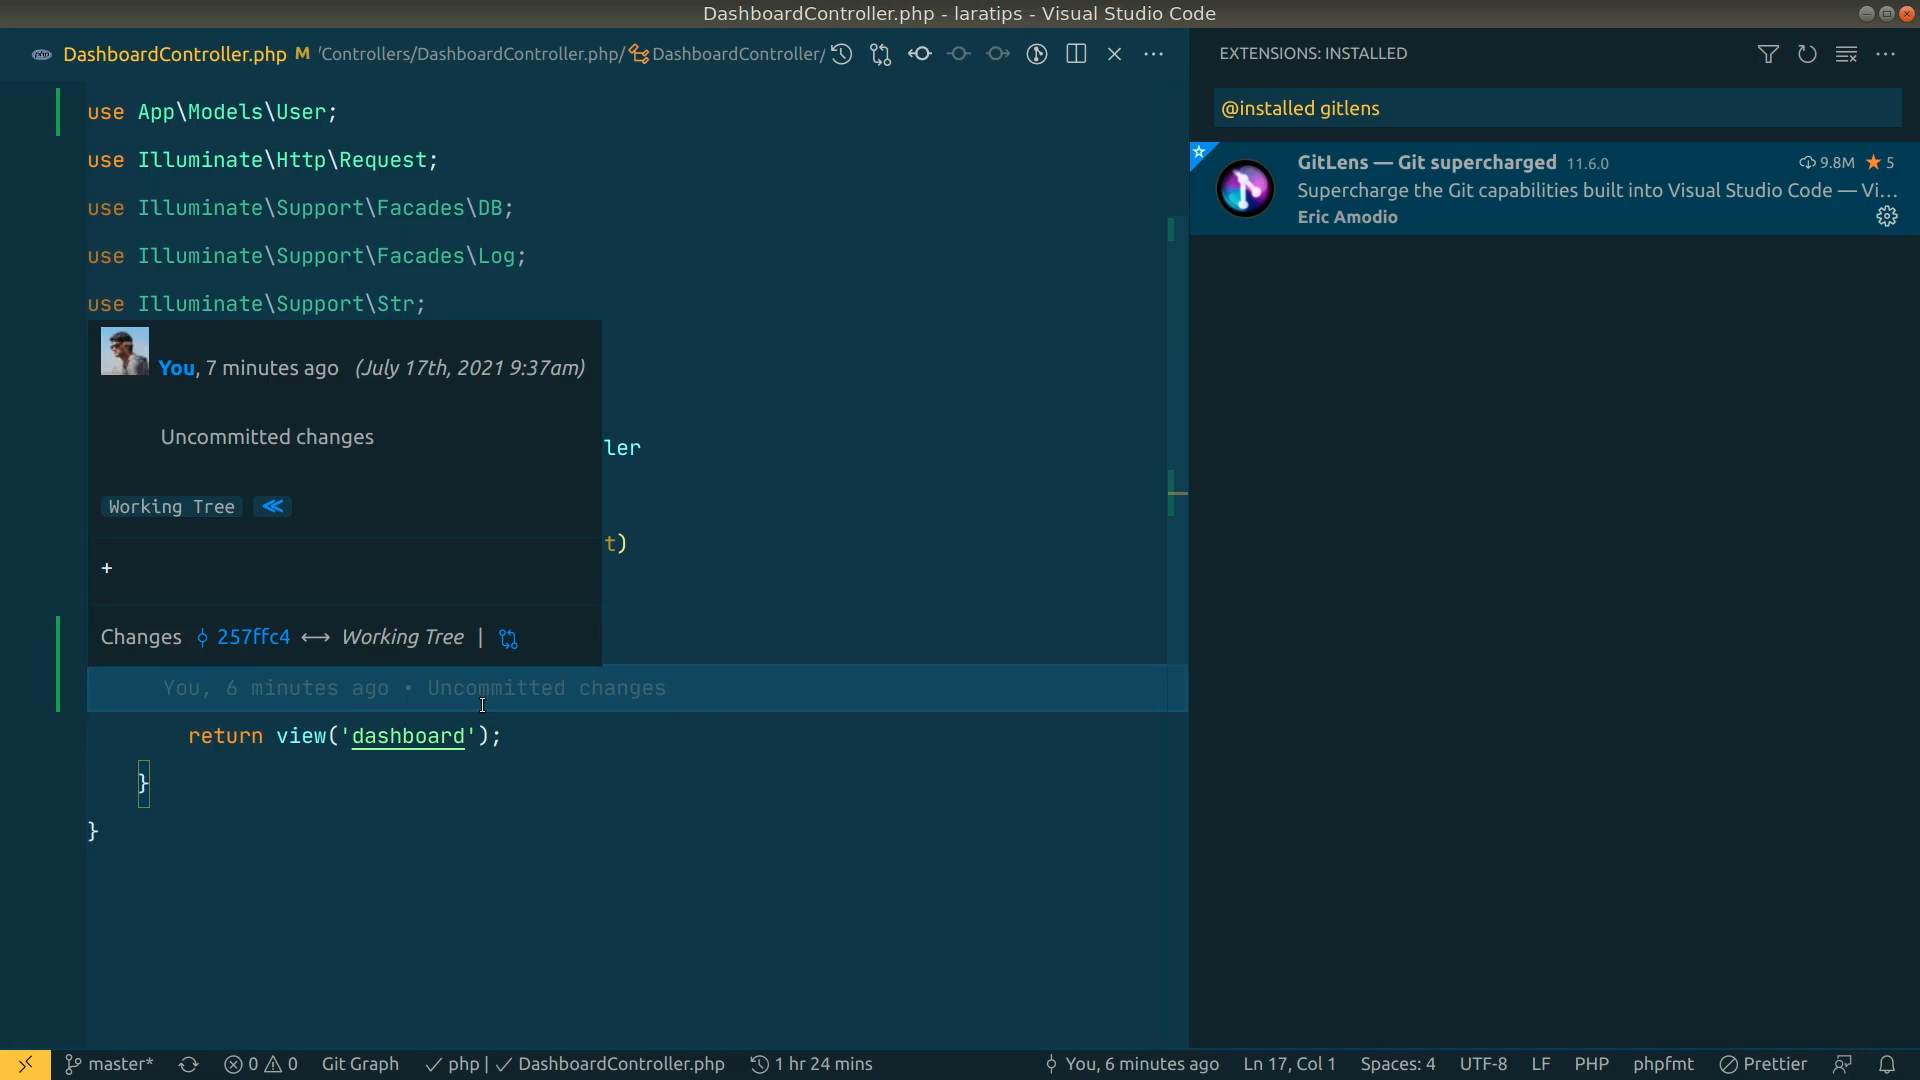 DashboardController.php - laratips - Visual Studio Code
DashboardController.php M 'Controllers/DashboardController.php/ DashboardController/
EXTENSIONS: INSTALLED
@installed gitlens
GitLens — Git supercharged 11.6.0 9.8M 5
Supercharge the Git capabilities built into Visual Studio Code — Vi...
Eric Amodio
use App\Models\User;
use Illuminate\Http\Request;
use Illuminate\Support\Facades\DB;
use Illuminate\Support\Facades\Log;
use Illuminate\Support\Str;
You, 7 minutes ago (July 17th, 2021 9:37am)
Uncommitted changes
ler
Working Tree
t)
+
Changes 257ffc4 ⟷ Working Tree |
You, 6 minutes ago • Uncommitted changes
return view('dashboard');
}
}
master* 0 0 Git Graph ✓ php | ✓ DashboardController.php 1 hr 24 mins You, 6 minutes ago Ln 17, Col 1 Spaces: 4 UTF-8 LF PHP phpfmt Prettier